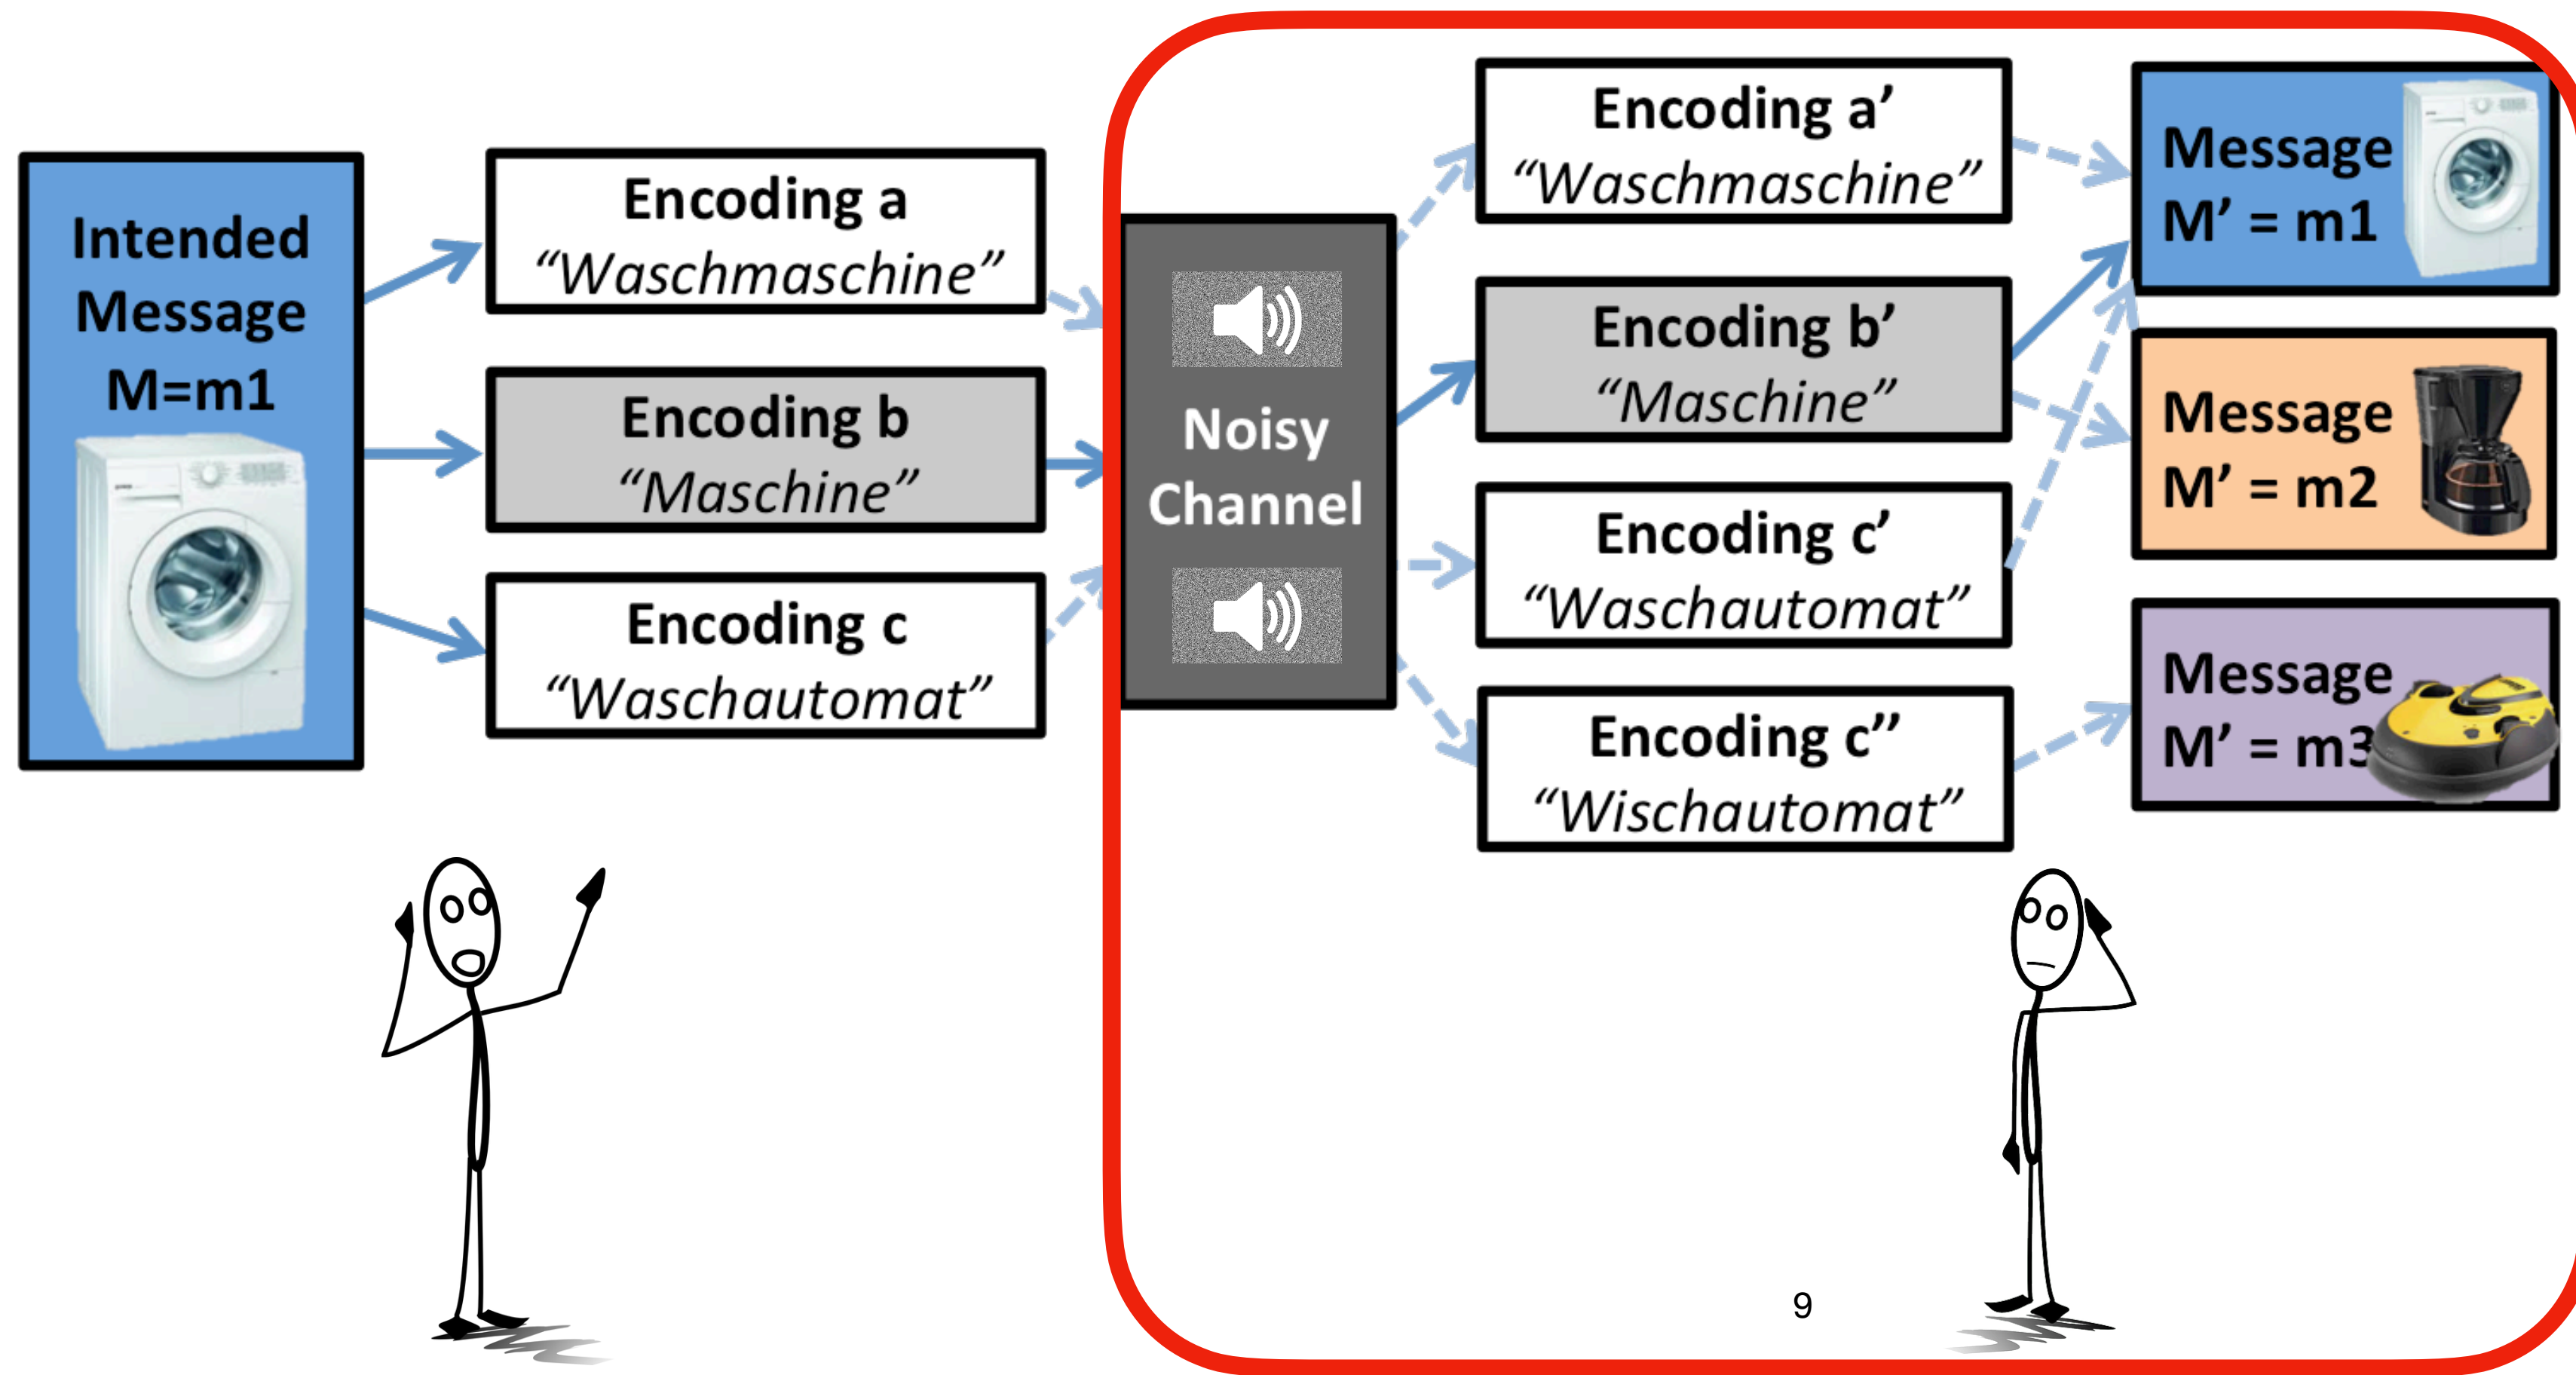 Intended
Message
M=m1
Encoding a
“Waschmaschine”
Encoding b
“Maschine”
Encoding c
“Waschautomat”
Noisy
Channel
Encoding a’
“Waschmaschine”
Encoding b’
“Maschine”
Encoding c’
“Waschautomat”
Encoding c’’
“Wischautomat”
Message
M’ = m1
Message
M’ = m2
Message
M’ = m3
9